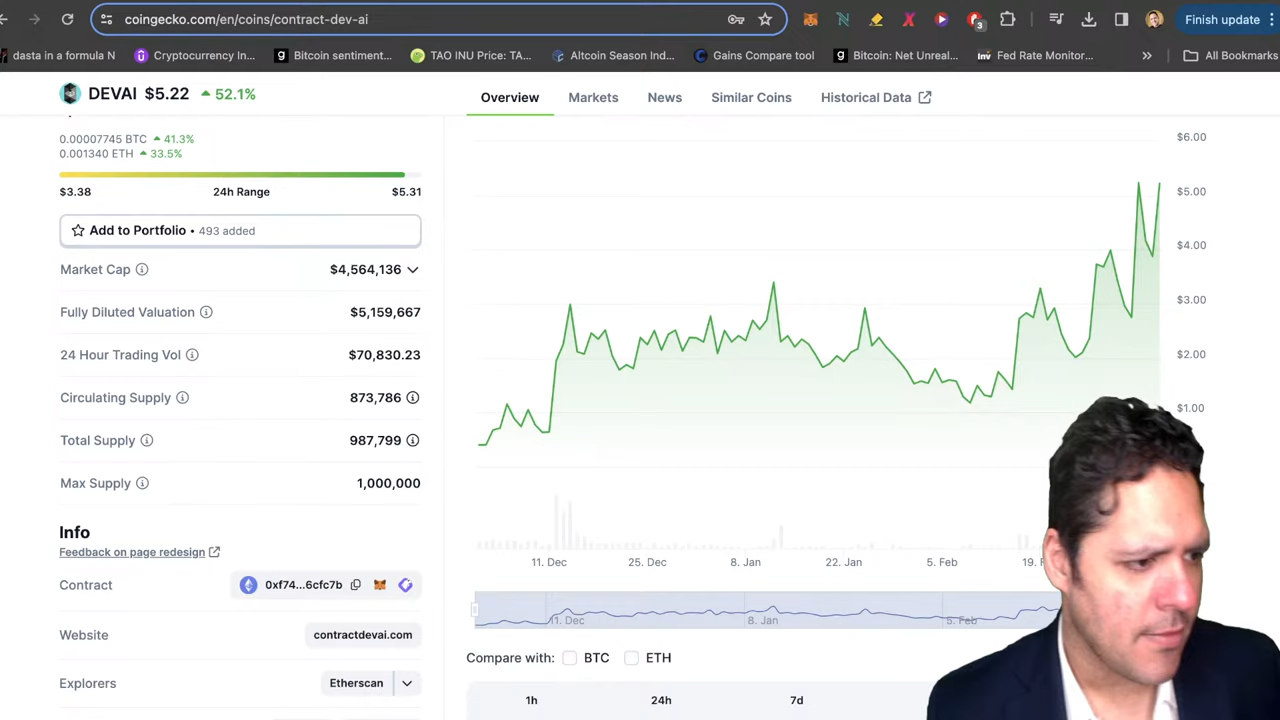 coingecko.com/en/coins/contract-dev-ai
3
Finish update
dasta in a formula N
Cryptocurrency In...
Bitcoin sentiment...
TAO INU Price: TA...
Altcoin Season Ind...
Gains Compare tool
Bitcoin: Net Unreal...
Fed Rate Monitor...
»
All Bookmarks
DEVAI $5.22 52.1%
Overview
Markets
News
Similar Coins
Historical Data
0.00007745 BTC 41.3%
0.001340 ETH 33.5%
$3.38 24h Range $5.31
Add to Portfolio • 493 added
Market Cap $4,564,136
Fully Diluted Valuation $5,159,667
24 Hour Trading Vol $70,830.23
Circulating Supply 873,786
Total Supply 987,799
Max Supply 1,000,000
Info
Feedback on page redesign
Contract 0xf74...6cfc7b
Website contractdevai.com
Explorers Etherscan
$6.00
$5.00
$4.00
$3.00
$2.00
$1.00
11. Dec 25. Dec 8. Jan 22. Jan 5. Feb 19. F
11. Dec 8. Jan 5. Feb
Compare with: BTC ETH
1h 24h 7d